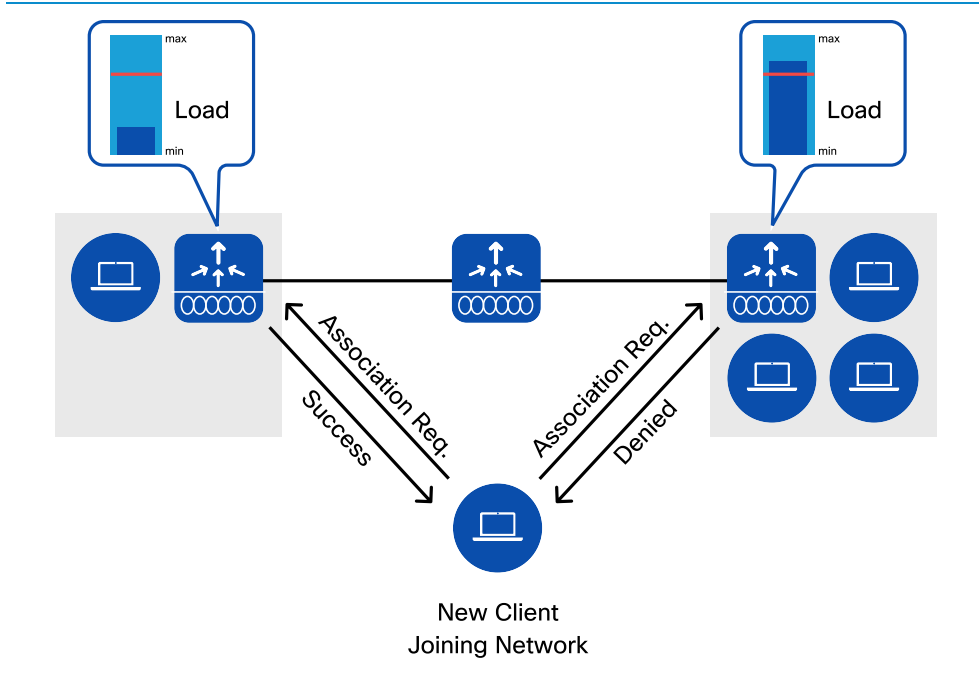 max
Load
min
max
Load
min
Association Req.
Success
Association Req.
Denied
New Client
Joining Network